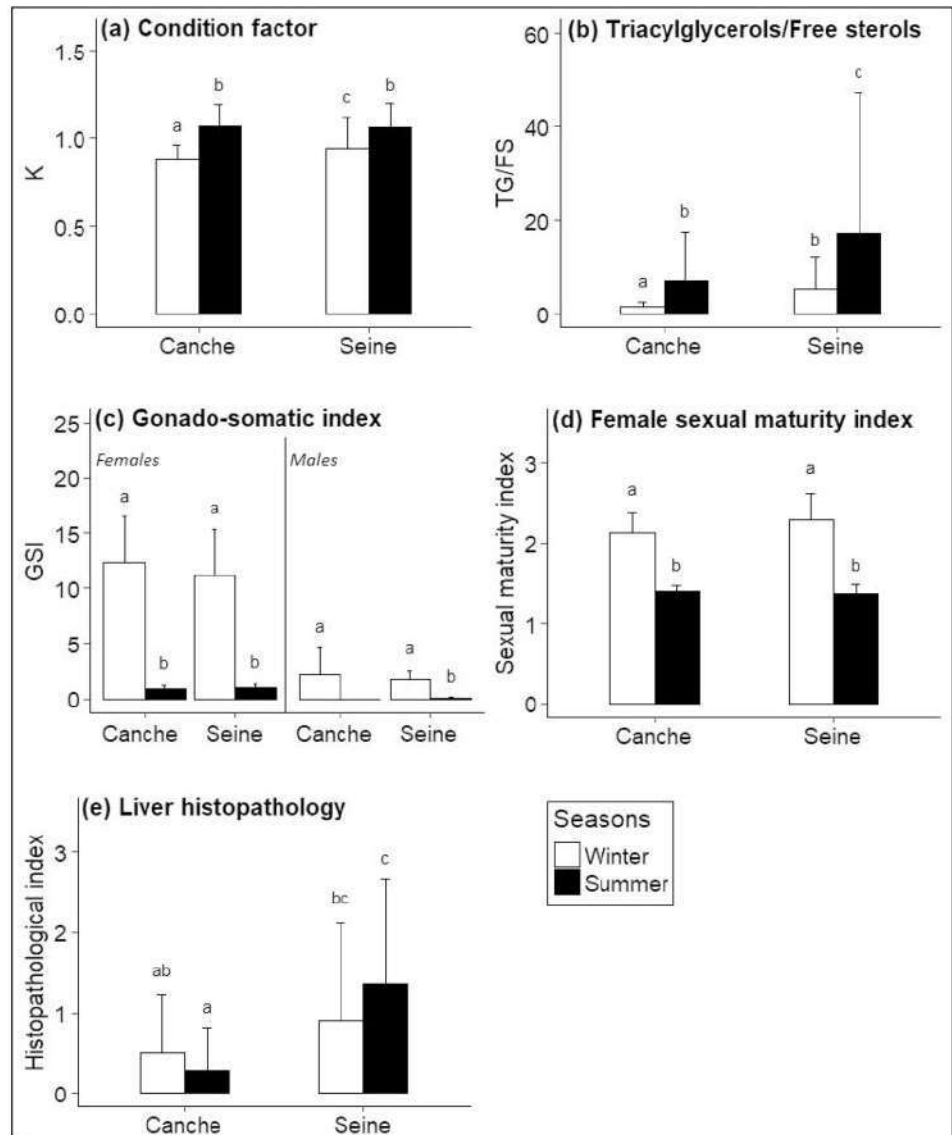 (a) Condition factor
K
1.5
1.0
0.5
0.0
a
b
c
b
Canche
Seine
(b) Triacylglycerols/Free sterols
TG/FS
60
40
20
0
a
b
b
c
Canche
Seine
(c) Gonado-somatic index
GSI
25
20
15
10
5
0
Females
Males
a
b
a
b
a
a
b
Canche
Seine
Canche
Seine
(d) Female sexual maturity index
Sexual maturity index
3
2
1
0
a
b
a
b
Canche
Seine
(e) Liver histopathology
Histopathological index
3
2
1
0
ab
a
bc
c
Canche
Seine
Seasons
Winter
Summer